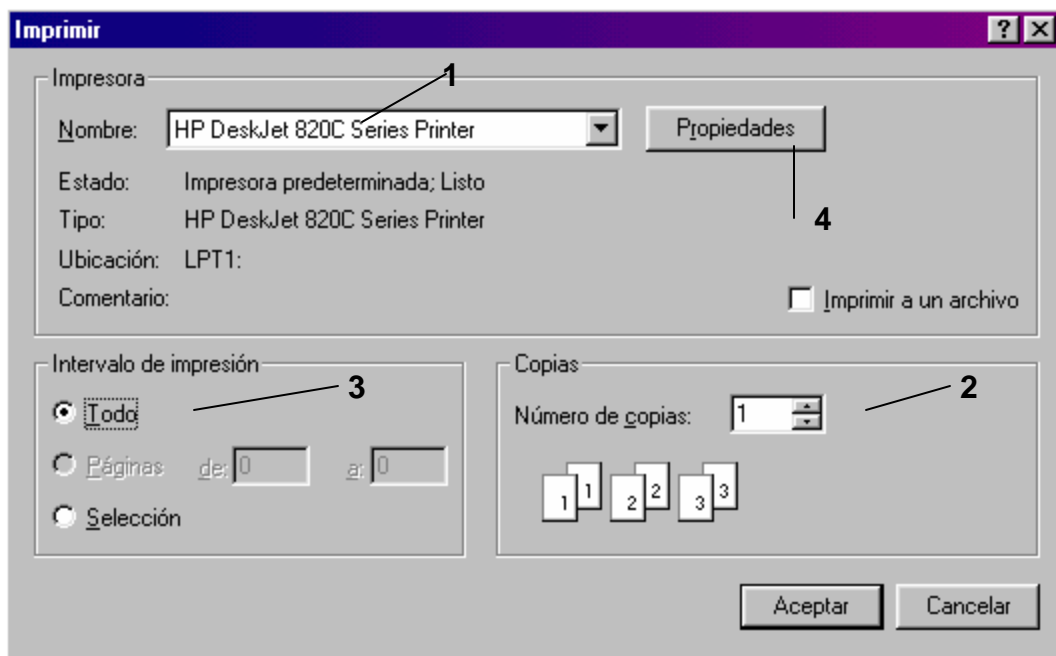 Imprimir
Impresora
1
Nombre: HP DeskJet 820C Series Printer Propiedades
Estado: Impresora predeterminada; Listo
Tipo: HP DeskJet 820C Series Printer
4
Ubicación: LPT1:
Comentario: Imprimir a un archivo
Intervalo de impresión
3
Todo
Páginas de: 0 a: 0
Selección
Copias
2
Número de copias: 1
1 1 2 2 3 3
Aceptar Cancelar